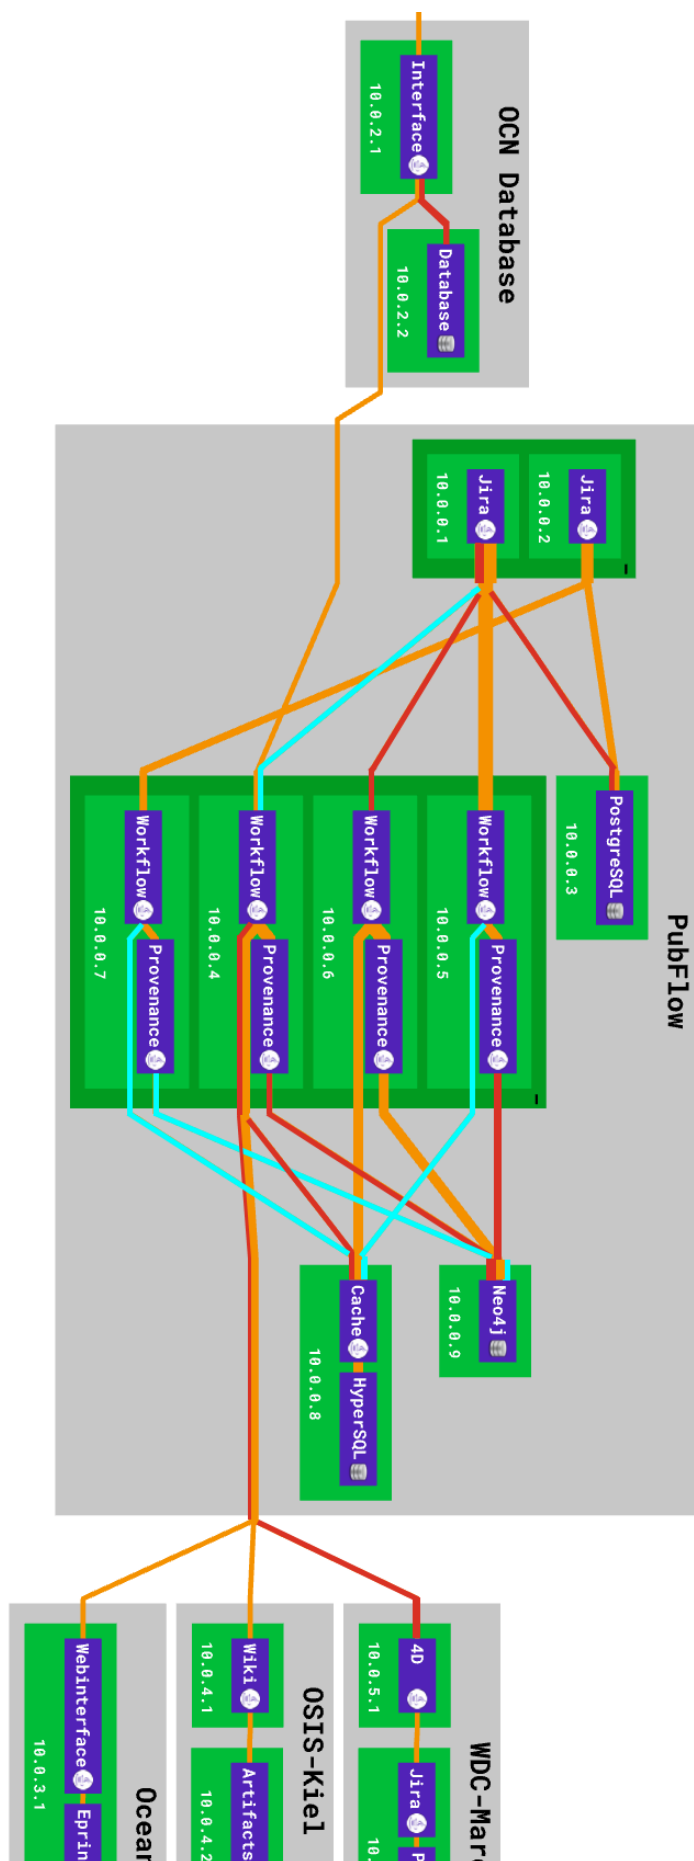 OCN Database
Interface
10.0.2.1
Database
10.0.2.2
PubFlow
Jira
10.0.0.2
Jira
10.0.0.1
PostgreSQL
10.0.0.3
Workflow
Provenance
10.0.0.5
Workflow
Provenance
10.0.0.6
Workflow
Provenance
10.0.0.4
Workflow
Provenance
10.0.0.7
Neo4j
10.0.0.9
Cache
HyperSQL
10.0.0.8
4D
10.0.5.1
Jira
10.
OSIS-Kiel
Wiki
10.0.4.1
Artifacts
10.0.4.2
Webinterface
Eprin
10.0.3.1